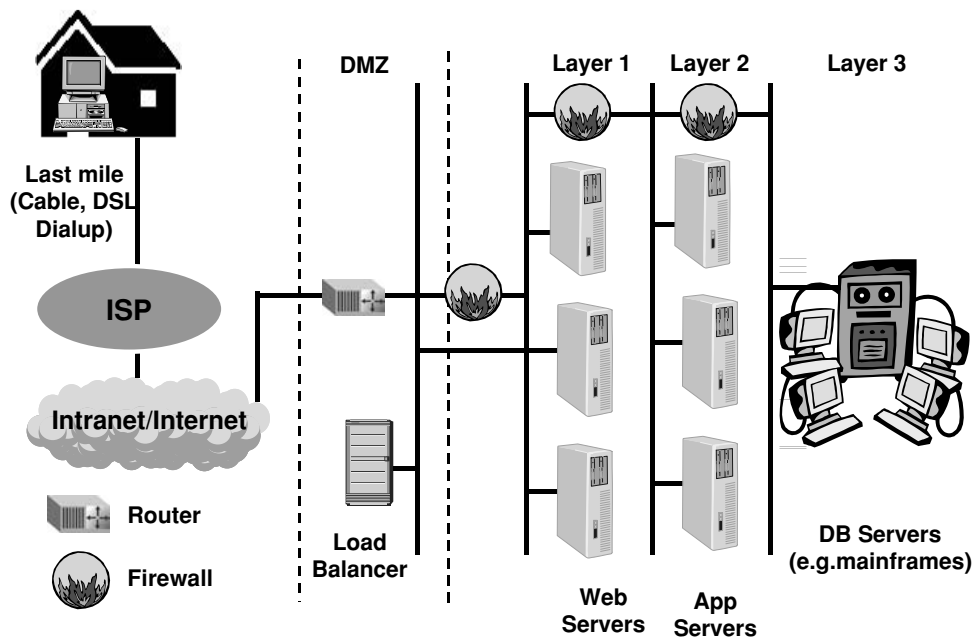 DMZ
Layer 1
Layer 2
Layer 3
Last mile
(Cable, DSL
Dialup)
ISP
Intranet/Internet
Router
Firewall
Load
Balancer
Web
Servers
App
Servers
DB Servers
(e.g.mainframes)